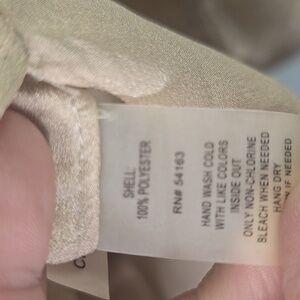 SHELL:
100% POLYESTER
RN# 54163
HAND WASH COLD
WITH LIKE COLORS
INSIDE OUT
ONLY NON-CHLORINE
BLEACH WHEN NEEDED
HANG DRY
IF NEEDED